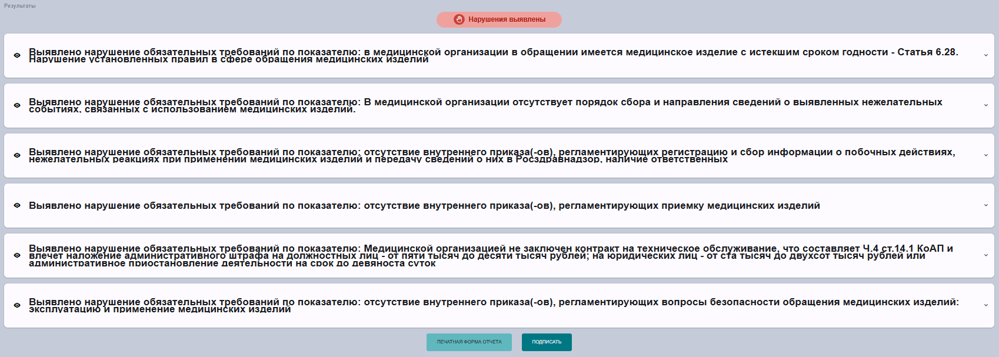 Результаты
Нарушения выявлены
Выявлено нарушение обязательных требований по показателю: в медицинской организации в обращении имеется медицинское изделие с истекшим сроком годности - Статья 6.28.
Нарушение установленных правил в сфере обращения медицинских изделий
Выявлено нарушение обязательных требований по показателю: В медицинской организации отсутствует порядок сбора и направления сведений о выявленных нежелательных
событиях, связанных с использованием медицинских изделий.
Выявлено нарушение обязательных требований по показателю: отсутствие внутреннего приказа(-ов), регламентирующих регистрацию и сбор информации о побочных действиях,
нежелательных реакциях при применении медицинских изделий и передачу сведений о них в Росздравнадзор, наличие ответственных
Выявлено нарушение обязательных требований по показателю: отсутствие внутреннего приказа(-ов), регламентирующих приемку медицинских изделий
Выявлено нарушение обязательных требований по показателю: Медицинской организацией не заключен контракт на техническое обслуживание, что составляет Ч.4 ст.14.1 КоАП и
влечет наложение административного штрафа на должностных лиц - от пяти тысяч до десяти тысяч рублей; на юридических лиц - от ста тысяч до двухсот тысяч рублей или
административное приостановление деятельности на срок до девяноста суток
Выявлено нарушение обязательных требований по показателю: отсутствие внутреннего приказа(-ов), регламентирующих вопросы безопасности обращения медицинских изделий:
эксплуатацию и применение медицинских изделий
ПЕЧАТНАЯ ФОРМА ОТЧЕТА
ПОДПИСАТЬ